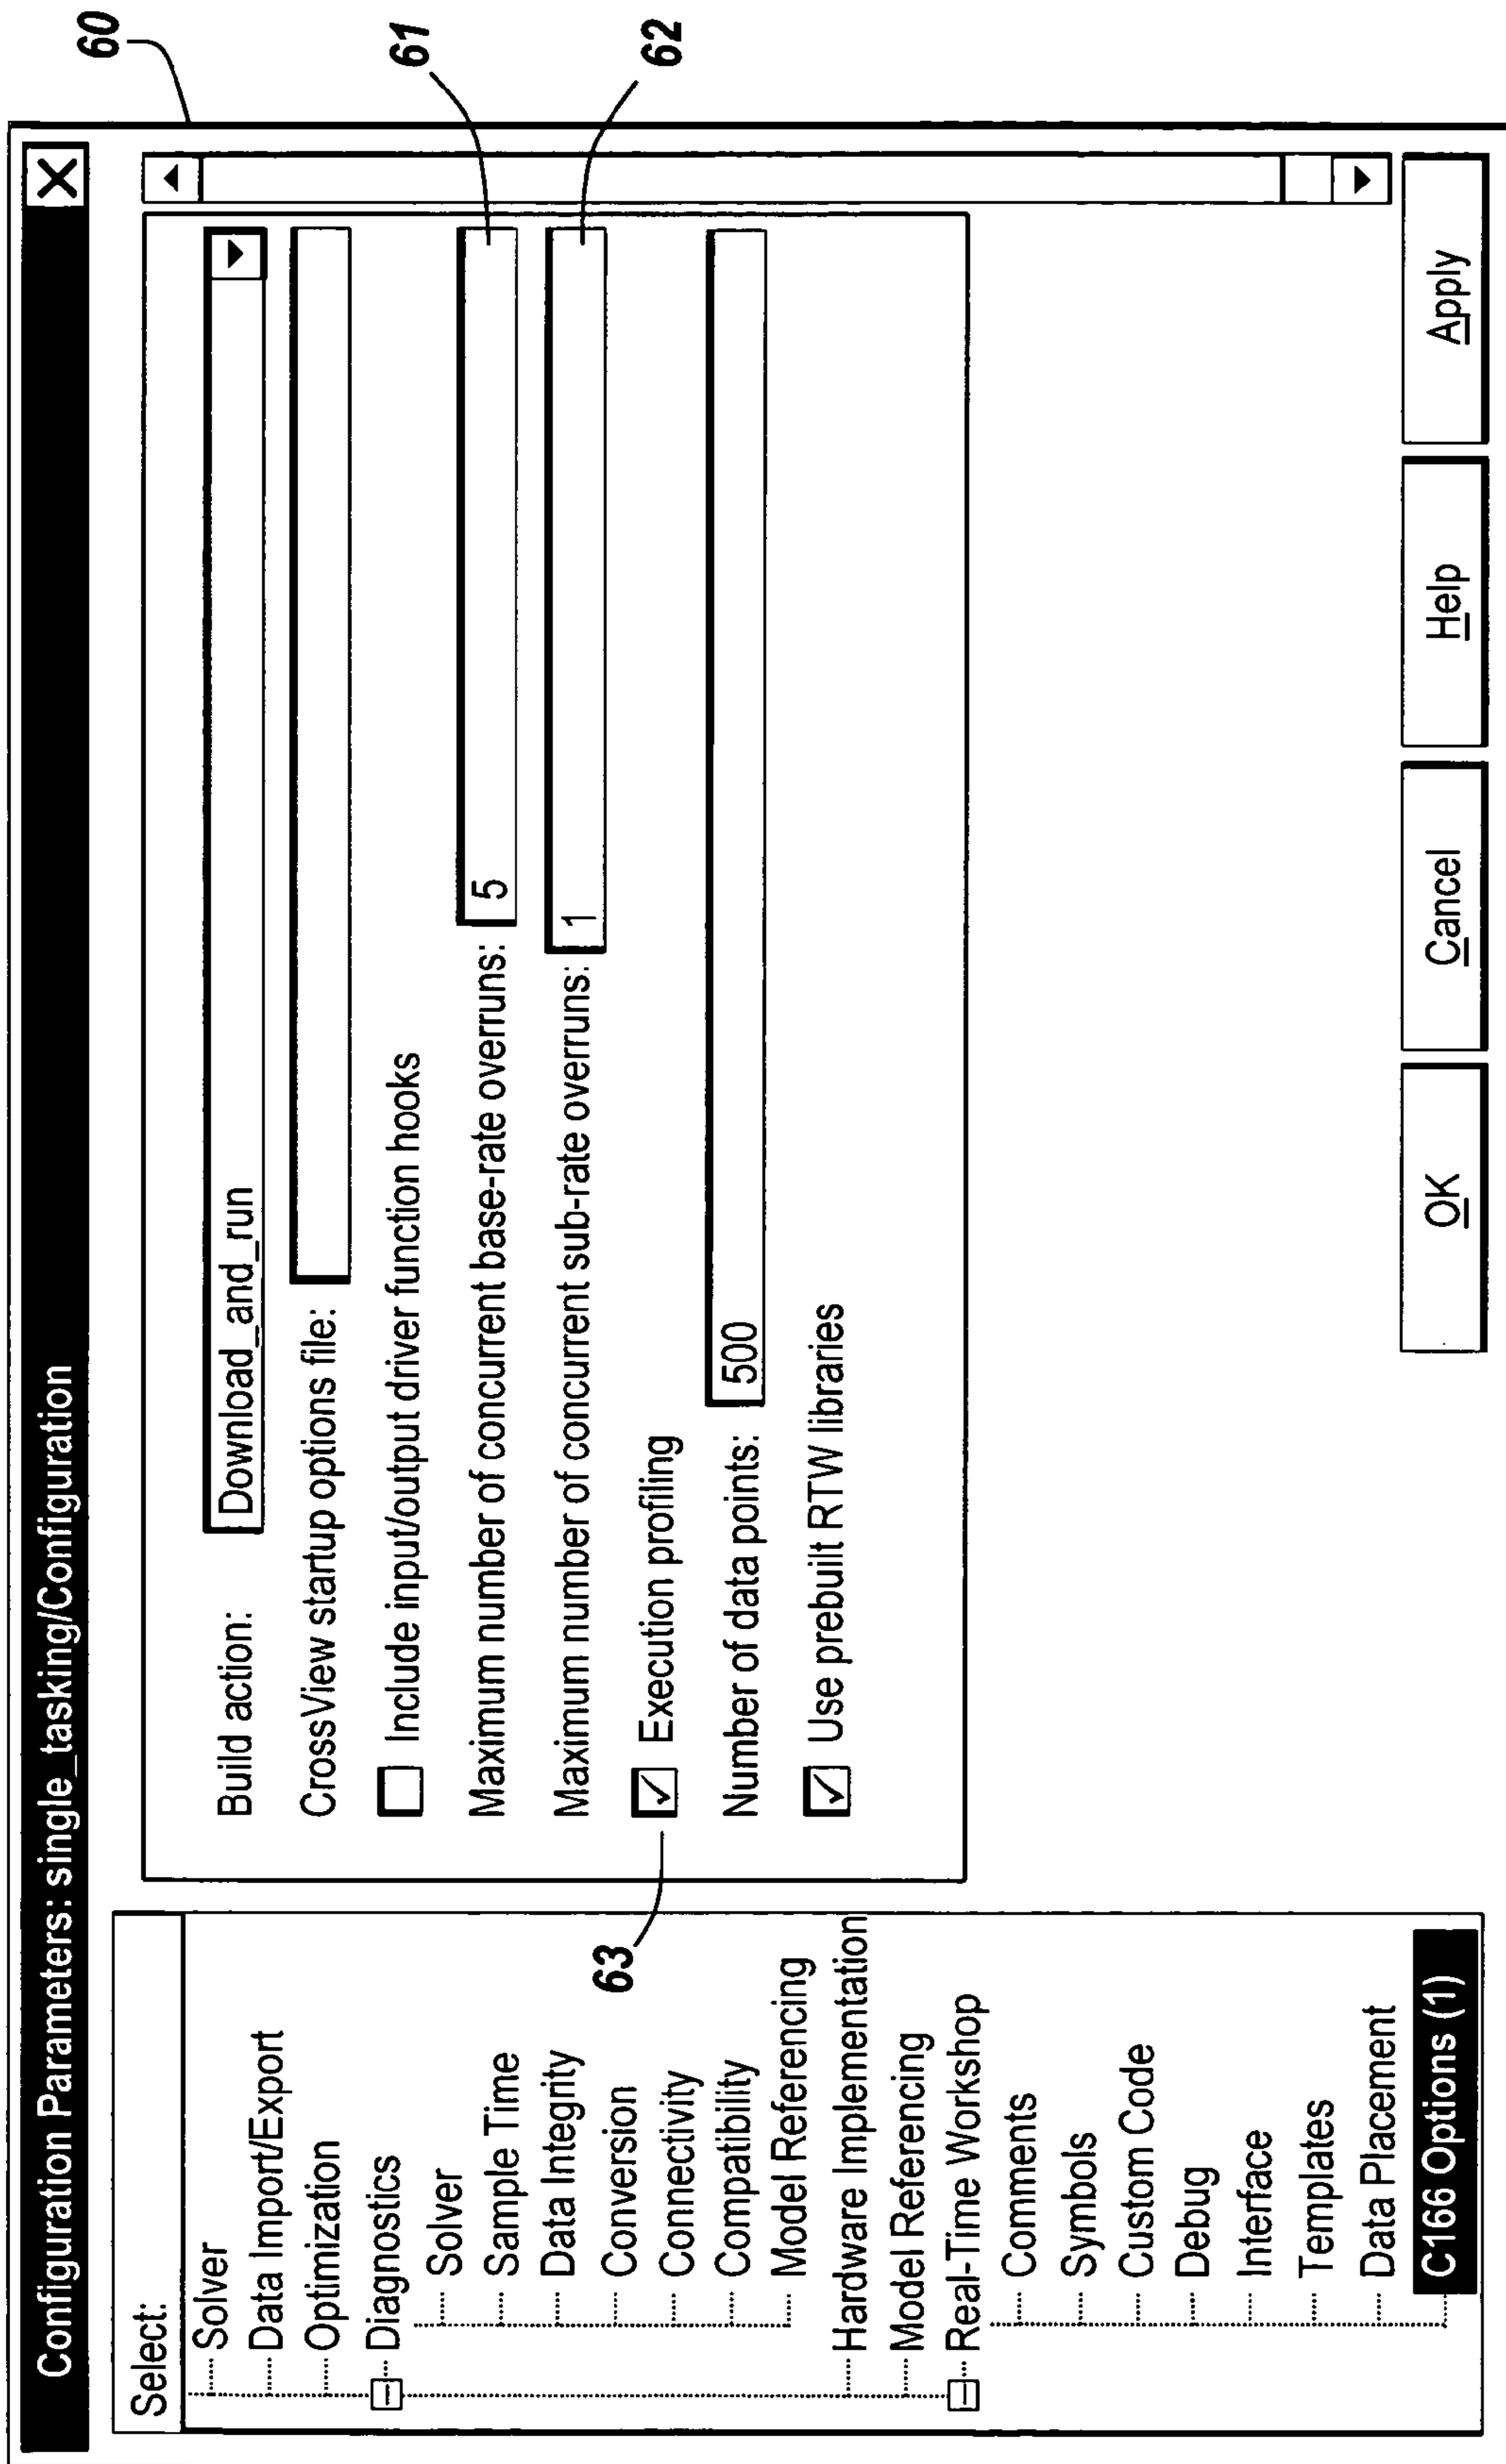 Configuration Parameters: single_tasking/Configuration
Select:
Solver
Data Import/Export
Optimization
Diagnostics
Solver
Sample Time
Data Integrity
Conversion
Connectivity
Compatibility
Model Referencing
Hardware Implementation
Model Referencing
Real-Time Workshop
Comments
Symbols
Custom Code
Debug
Interface
Templates
Data Placement
C166 Options (1)
Build action: Download_and_run
CrossView startup options file:
Include input/output driver function hooks
Maximum number of concurrent base-rate overruns: 5
Maximum number of concurrent sub-rate overruns: 1
Execution profiling
Number of data points: 500
Use prebuilt RTW libraries
OK
Cancel
Help
Apply
60
61
62
63